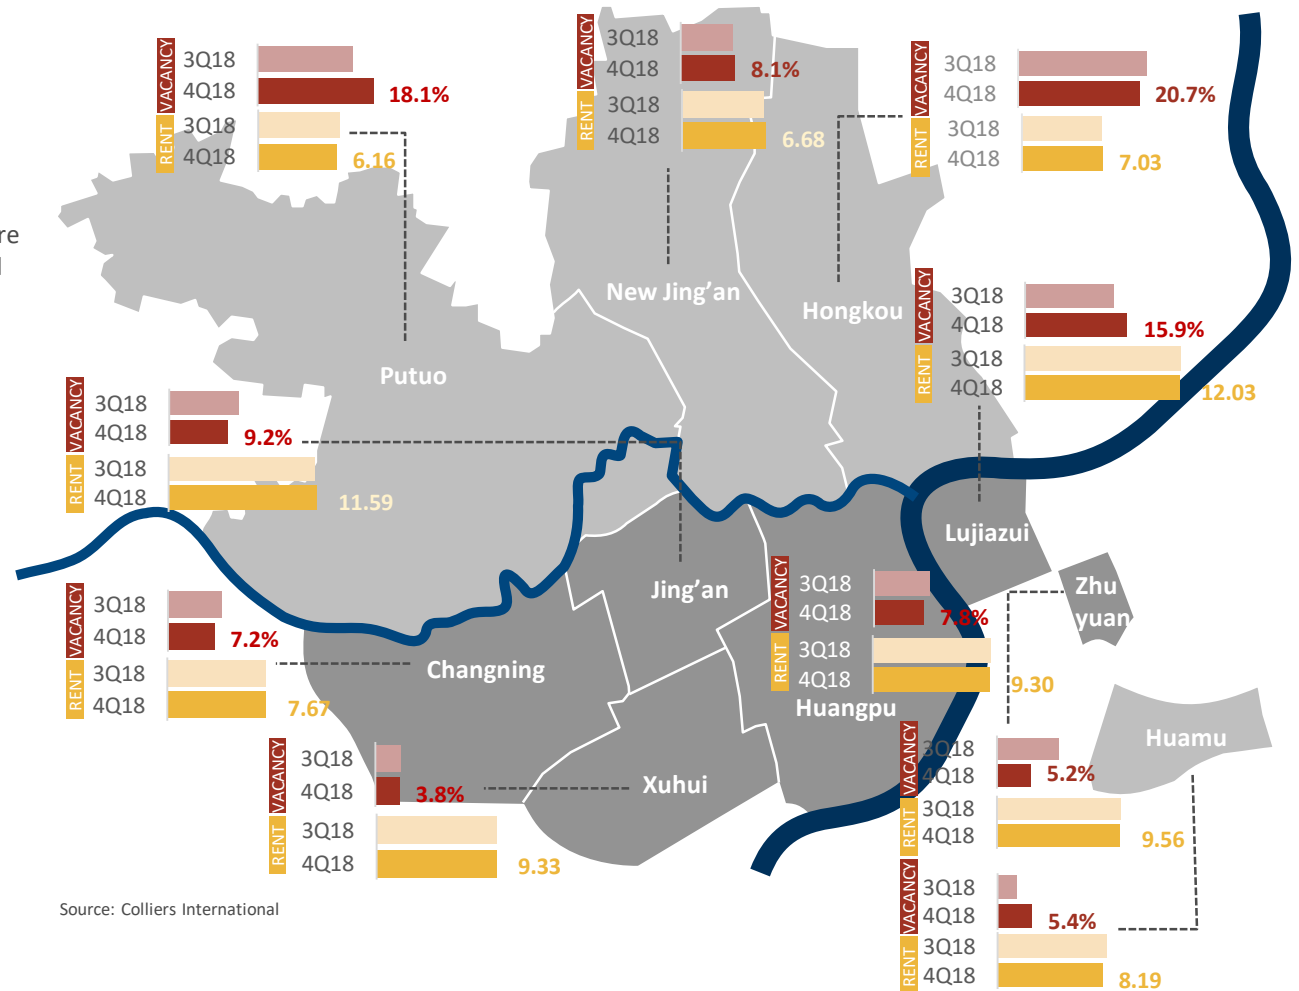 VACANCY
3Q18
4Q18
18.1%
RENT
3Q18
4Q18
6.16
VACANCY
3Q18
4Q18
8.1%
RENT
3Q18
4Q18
6.68
VACANCY
3Q18
4Q18
20.7%
RENT
3Q18
4Q18
7.03
re
New Jing’an
Hongkou
VACANCY
3Q18
4Q18
15.9%
RENT
3Q18
4Q18
12.03
Putuo
VACANCY
3Q18
4Q18
9.2%
RENT
3Q18
4Q18
11.59
Lujiazui
Jing’an
Zhu
yuan
VACANCY
3Q18
4Q18
7.8%
RENT
3Q18
4Q18
9.30
Huangpu
VACANCY
3Q18
4Q18
7.2%
RENT
3Q18
4Q18
7.67
Changning
Xuhui
Huamu
VACANCY
3Q18
4Q18
3.8%
RENT
3Q18
4Q18
9.33
VACANCY
3Q18
4Q18
5.2%
RENT
3Q18
4Q18
9.56
VACANCY
3Q18
4Q18
5.4%
RENT
3Q18
4Q18
8.19
Source: Colliers International